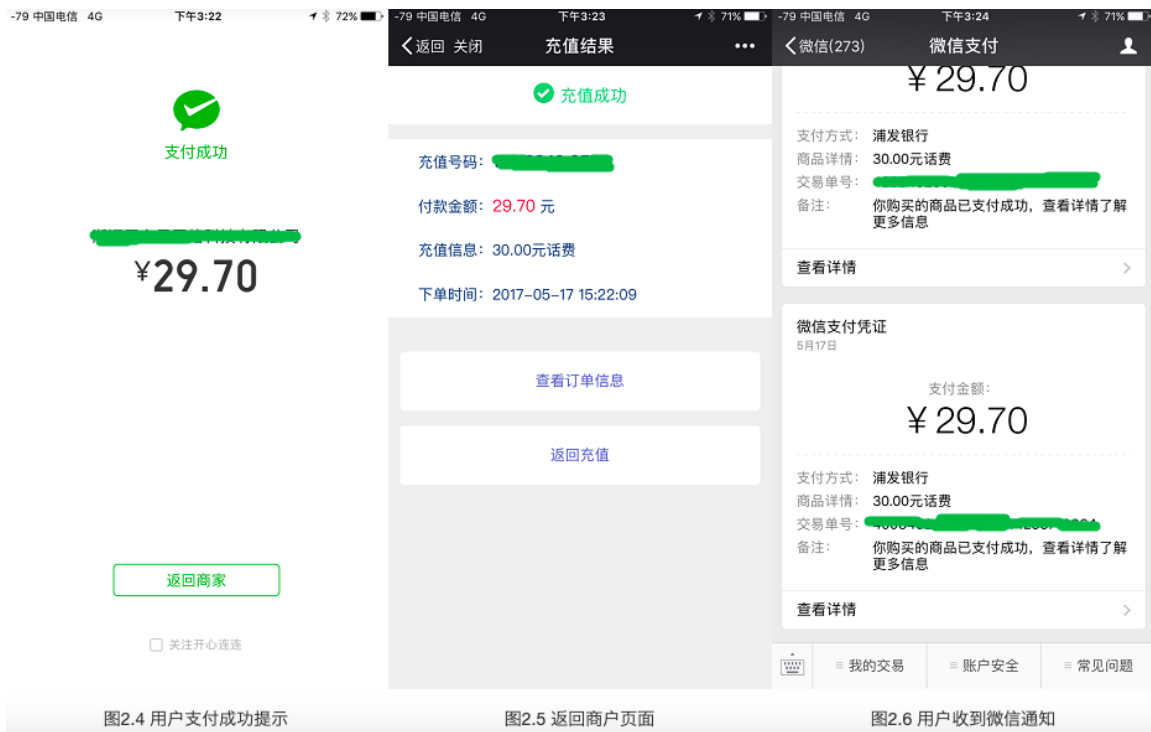 -79 中国电信 4G 下午3:22 72%
支付成功
¥29.70
返回商家
关注开心连连
图2.4 用户支付成功提示
-79 中国电信 4G 下午3:23 71%
返回 关闭 充值结果
充值成功
充值号码：
付款金额：29.70 元
充值信息：30.00元话费
下单时间：2017-05-17 15:22:09
查看订单信息
返回充值
图2.5 返回商户页面
-79 中国电信 4G 下午3:24 71%
微信(273) 微信支付
¥ 29.70
支付方式： 浦发银行
商品详情： 30.00元话费
交易单号：
备注： 你购买的商品已支付成功，查看详情了解
更多信息
查看详情
微信支付凭证
5月17日
支付金额：
¥ 29.70
支付方式： 浦发银行
商品详情： 30.00元话费
交易单号：
备注： 你购买的商品已支付成功，查看详情了解
更多信息
查看详情
我的交易 账户安全 常见问题
图2.6 用户收到微信通知